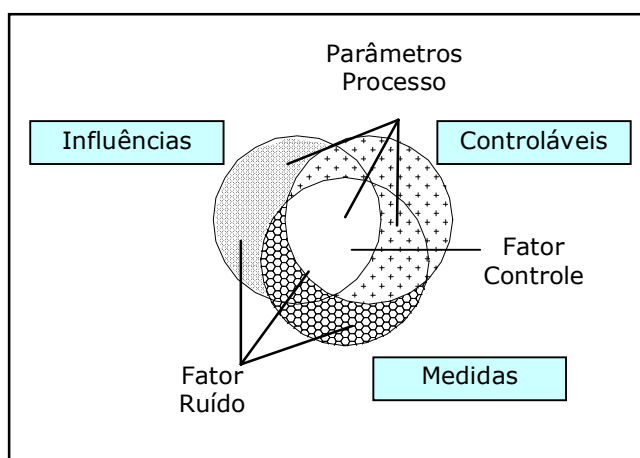 Parâmetros
Processo
Influências
Controláveis
Fator
Controle
Fator
Ruído
Medidas